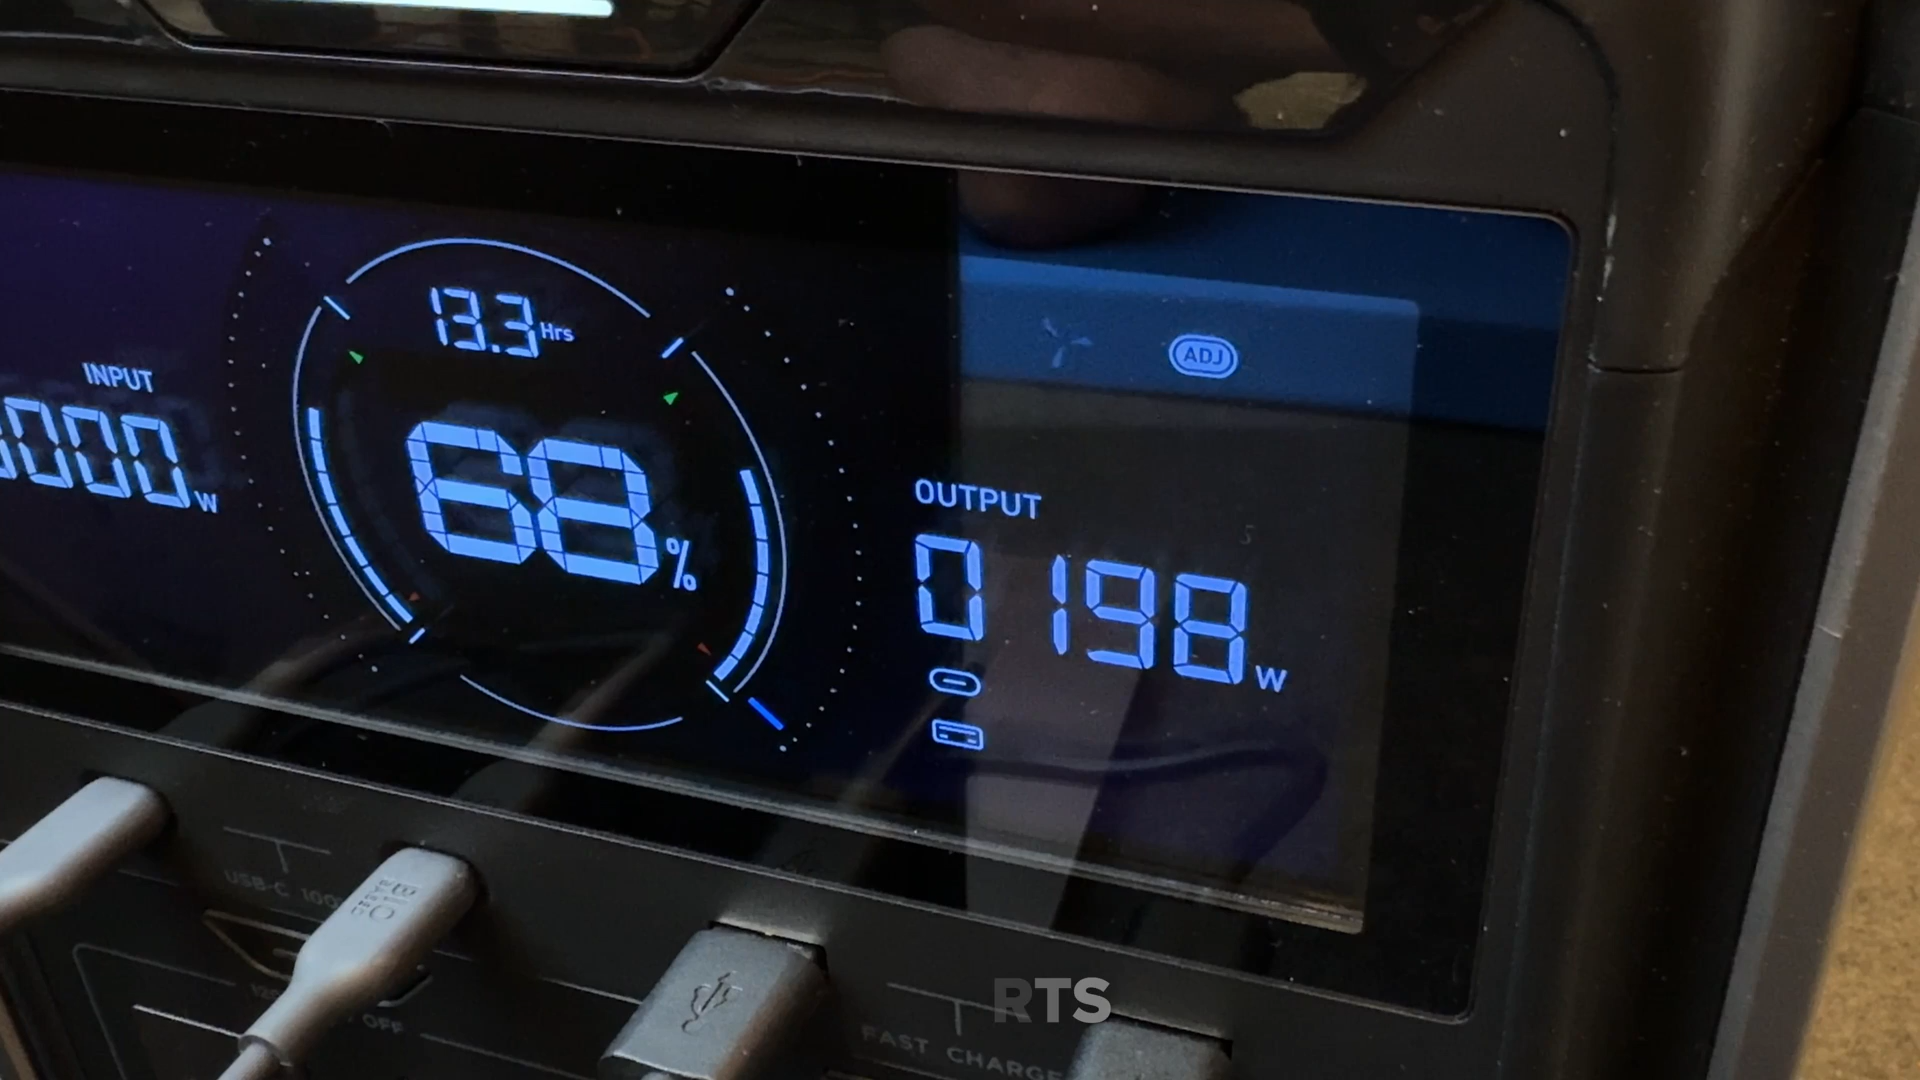 13.3 Hrs
ADJ
INPUT
000 W
68 %
OUTPUT
0198 W
USB-C 100
OFF
FAST CHARGE
RTS